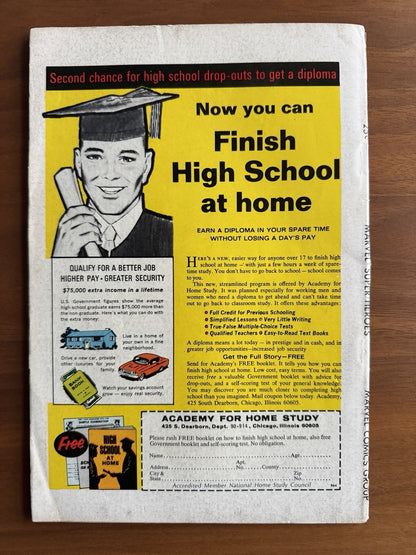 Second chance for high school drop-outs to get a diploma
Now you can
Finish
High School
at home
EARN A DIPLOMA IN YOUR SPARE TIME
WITHOUT LOSING A DAY'S PAY
QUALIFY FOR A BETTER JOB
HIGHER PAY • GREATER SECURITY
$75,000 extra income in a lifetime
U.S. Government figures show the average
high school graduate earns $75,000 more than
the non-graduate. Here's what you can do with
the extra money:
Live in a home of
your own in a fine
neighborhood.
Drive a new car, provide
other luxuries for your
family.
BANK
BOOK
Watch your savings account
grow — enjoy real security.
HERE'S A NEW, easier way for anyone over 17 to finish high
school at home — with just a few hours a week of spare-
time study. You don't have to go back to school – school comes
to you.
This new, streamlined program is offered by Academy for
Home Study. It was planned especially for working men and
women who need a diploma to get ahead and can't take time
out to go back to classroom study. It offers these advantages:
• Full Credit for Previous Schooling
• Simplified Lessons • Very Little Writing
• True-False Multiple-Choice Tests
• Qualified Teachers • Easy-to-Read Text Books
A diploma means a lot today — in prestige and in cash, and in
greater job opportunities—increased job security
Get the Full Story—FREE
Send for Academy's FREE booklet. It tells you how you can
finish high school at home. Low cost, easy terms. You will also
receive free a valuable Government booklet with advice for
drop-outs, and a self-scoring test of your general knowledge.
You may discover you are much closer to completing high
school than you imagined. Mail coupon below today. Academy,
425 South Dearborn, Chicago, Illinois 60605.
Free
SAMPLE EXAMINATION
HIGH
SCHOOL
AT
HOME
ACADEMY FOR HOME STUDY
425 S. Dearborn, Dept. 50-514, Chicago, Illinois 60605
Please rush FREE booklet on how to finish high school at home, also free
Government booklet and self-scoring test. No obligation.
Name Age
Address Apt. No. County
City & State Zip No.
Accredited Member National Home Study Council
MARVEL SUPER-HEROES
MARVEL COMICS GROUP